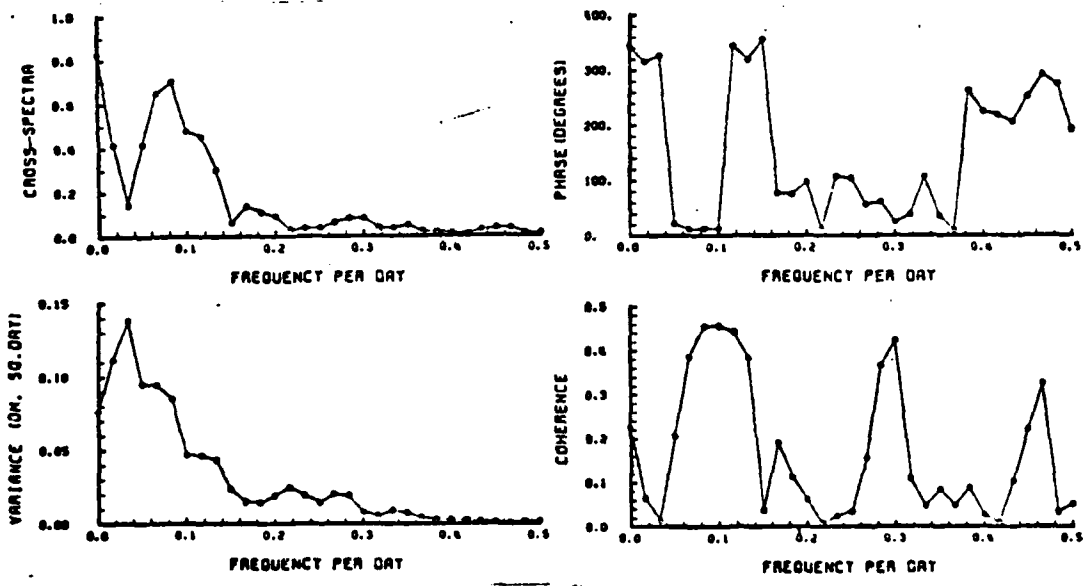 1.0
0.8
0.6
0.4
0.2
0.0
CROSS-SPECTRA
0.0 0.1 0.2 0.3 0.4 0.5
FREQUENCY PER DAY
400.
300.
200.
100.
0.
PHASE (DEGREES)
0.0 0.1 0.2 0.3 0.4 0.5
FREQUENCY PER DAY
0.15
0.10
0.05
0.00
VARIANCE (DM. SQ.DAY)
0.0 0.1 0.2 0.3 0.4 0.5
FREQUENCY PER DAY
0.5
0.4
0.3
0.2
0.1
0.0
COHERENCE
0.0 0.1 0.2 0.3 0.4 0.5
FREQUENCY PER DAY